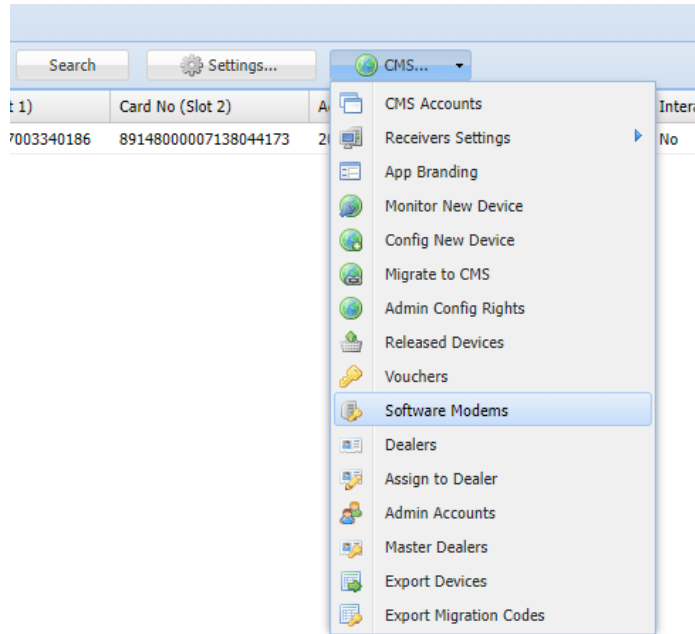 Search
Settings...
CMS...
t 1)
Card No (Slot 2)
Inter
7003340186
89148000007138044173
No
CMS Accounts
Receivers Settings
App Branding
Monitor New Device
Config New Device
Migrate to CMS
Admin Config Rights
Released Devices
Vouchers
Software Modems
Dealers
Assign to Dealer
Admin Accounts
Master Dealers
Export Devices
Export Migration Codes